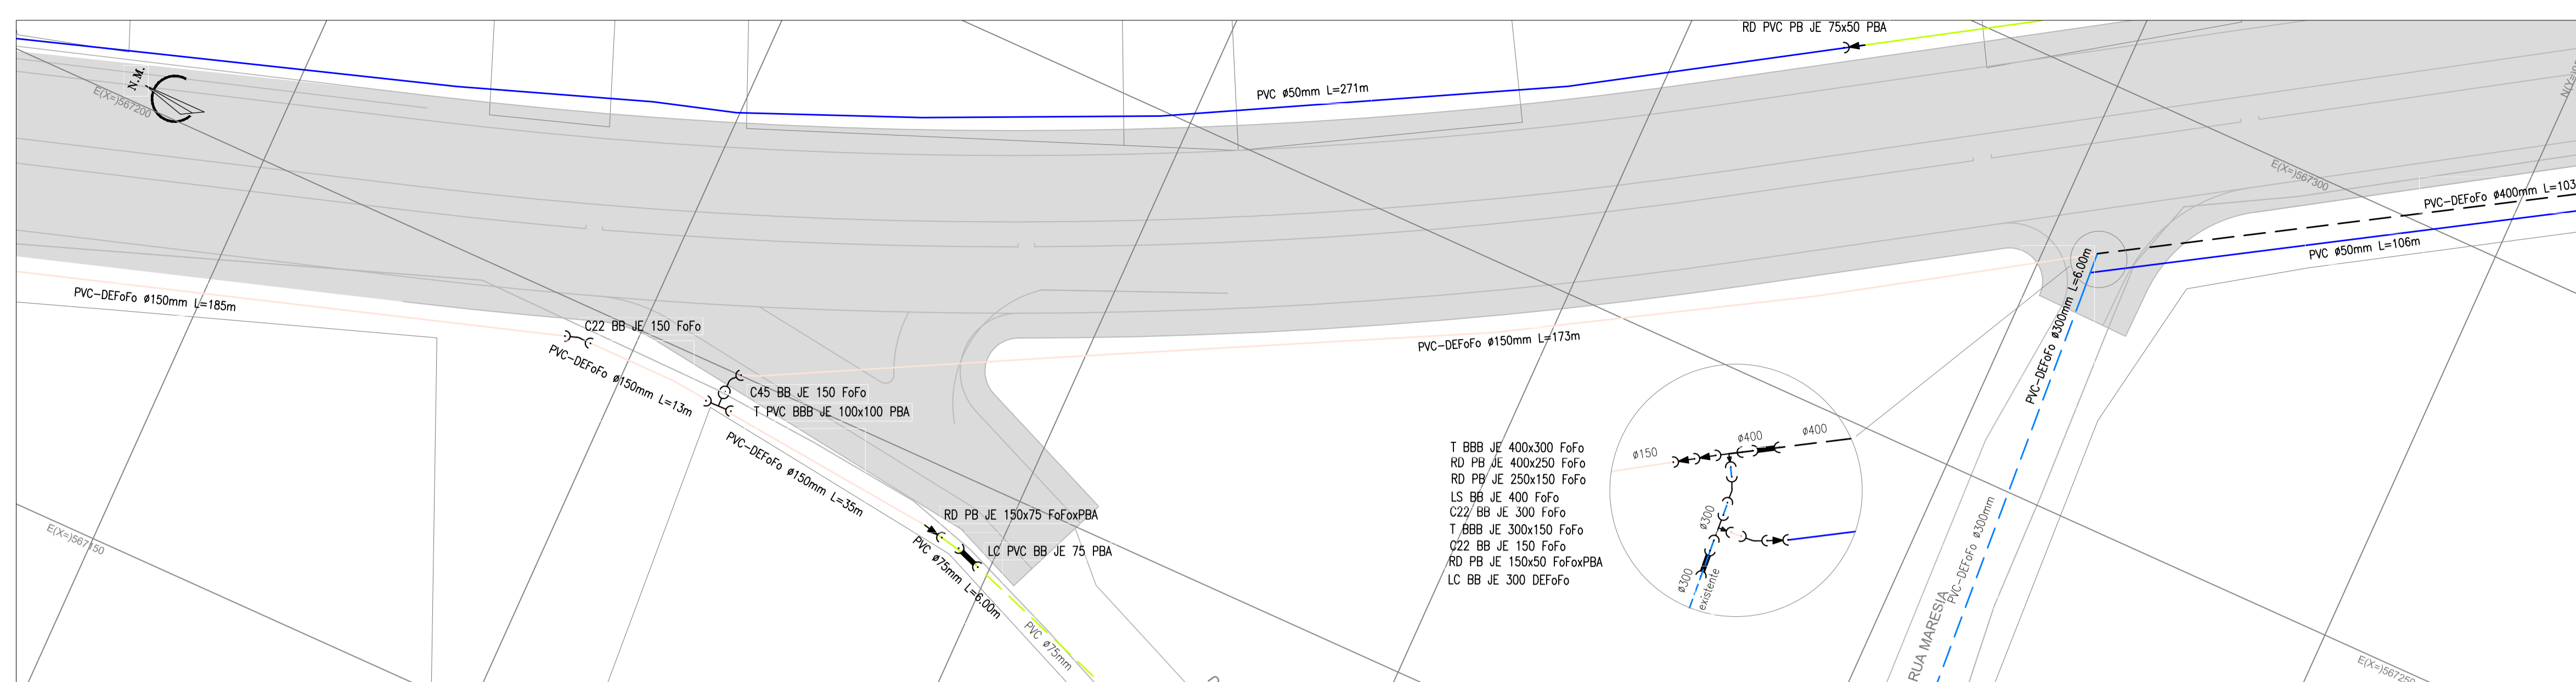 RD PVC PB JE 75x50 PBA
N.M.
E(X=)567200
PVC ø50mm L=271m
E(X=)567300
PVC-DEFoFo ø400mm L=103
PVC ø50mm L=106m
PVC-DEFoFo ø300mm L=6.00m
PVC-DEFoFo ø150mm L=185m
C22 BB JE 150 FoFo
PVC-DEFoFo ø150mm L=13m
PVC-DEFoFo ø150mm L=173m
C45 BB JE 150 FoFo
T PVC BBB JE 100x100 PBA
PVC-DEFoFo ø150mm L=35m
RD PB JE 150x75 FoFoxPBA
LC PVC BB JE 75 PBA
PVC ø75mm L=6.00m
PVC ø75mm
E(X=)567150
T BBB JE 400x300 FoFo
RD PB JE 400x250 FoFo
RD PB JE 250x150 FoFo
LS BB JE 400 FoFo
C22 BB JE 300 FoFo
T BBB JE 300x150 FoFo
C22 BB JE 150 FoFo
RD PB JE 150x50 FoFoxPBA
LC BB JE 300 DEFoFo
ø150
ø400
ø400
ø300
ø300
existente
PVC-DEFoFo ø300mm
RUA MARESIA
E(X=)567250